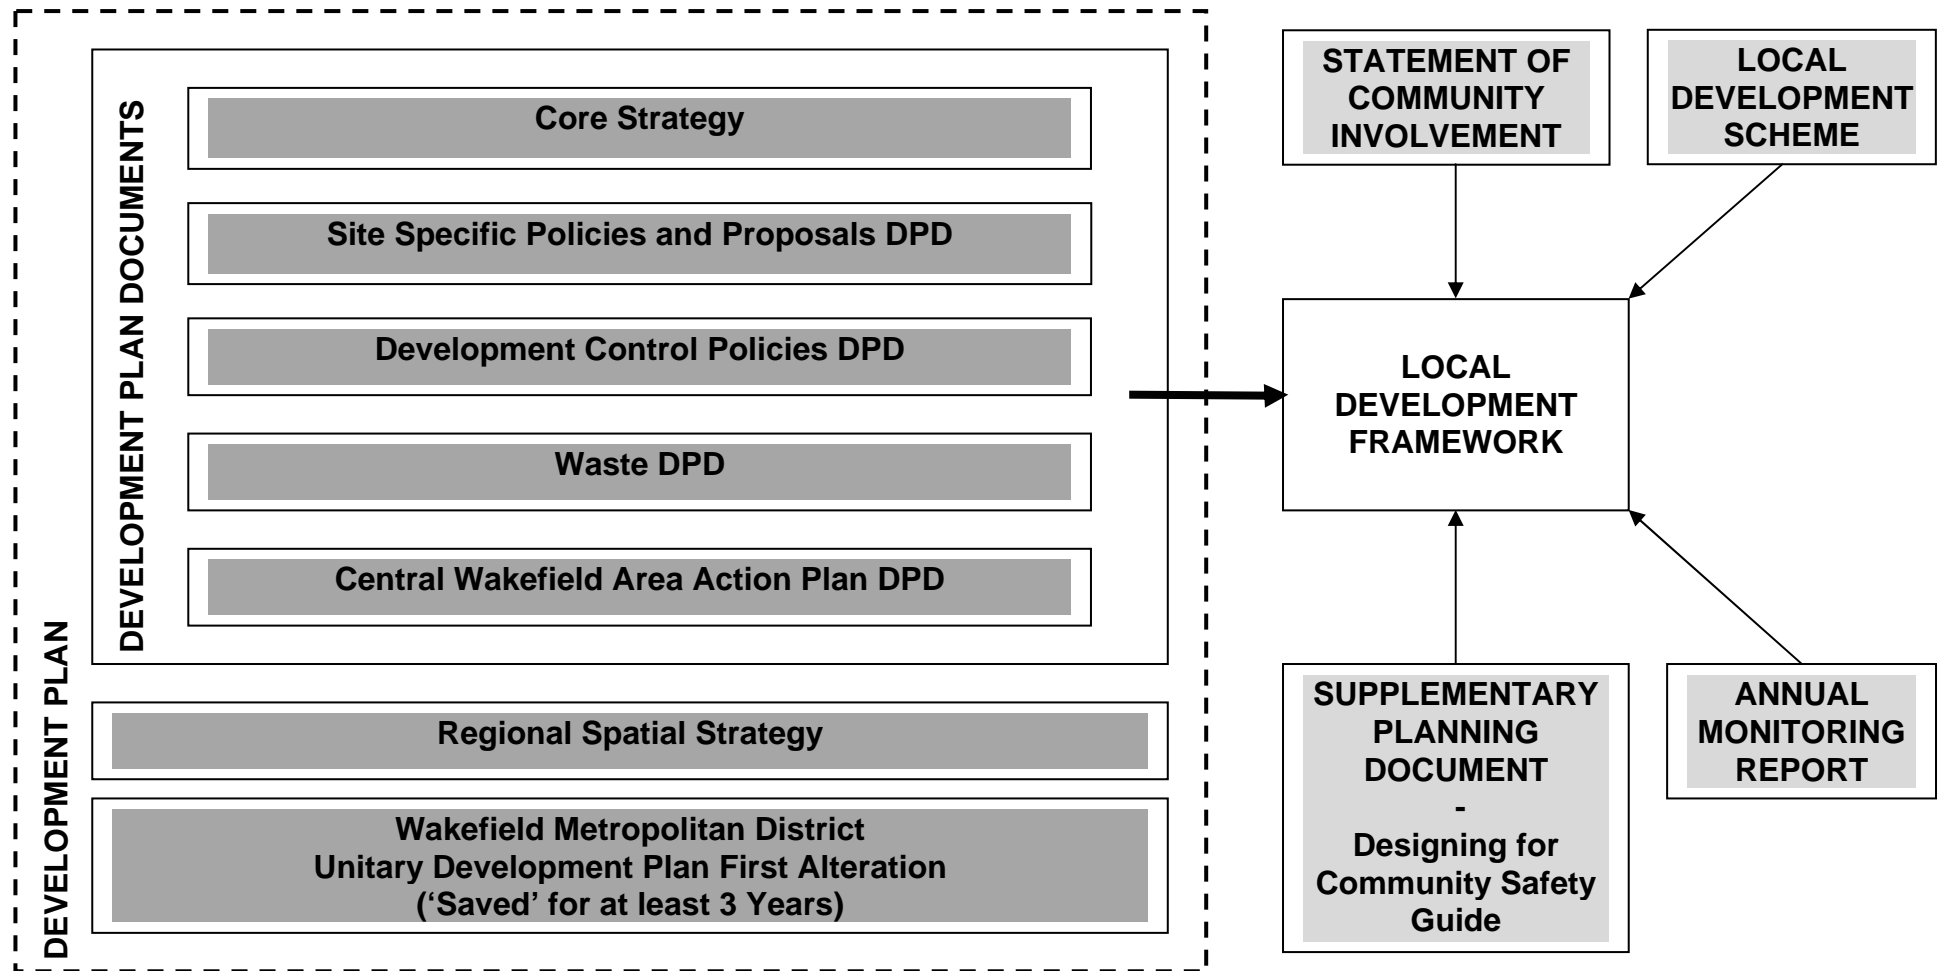 DEVELOPMENT PLAN
DEVELOPMENT PLAN DOCUMENTS
Core Strategy
Site Specific Policies and Proposals DPD
Development Control Policies DPD
Waste DPD
Central Wakefield Area Action Plan DPD
Regional Spatial Strategy
Wakefield Metropolitan District
Unitary Development Plan First Alteration
(‘Saved’ for at least 3 Years)
STATEMENT OF
COMMUNITY
INVOLVEMENT
LOCAL
DEVELOPMENT
SCHEME
LOCAL
DEVELOPMENT
FRAMEWORK
SUPPLEMENTARY
PLANNING
DOCUMENT
-
Designing for
Community Safety
Guide
ANNUAL
MONITORING
REPORT